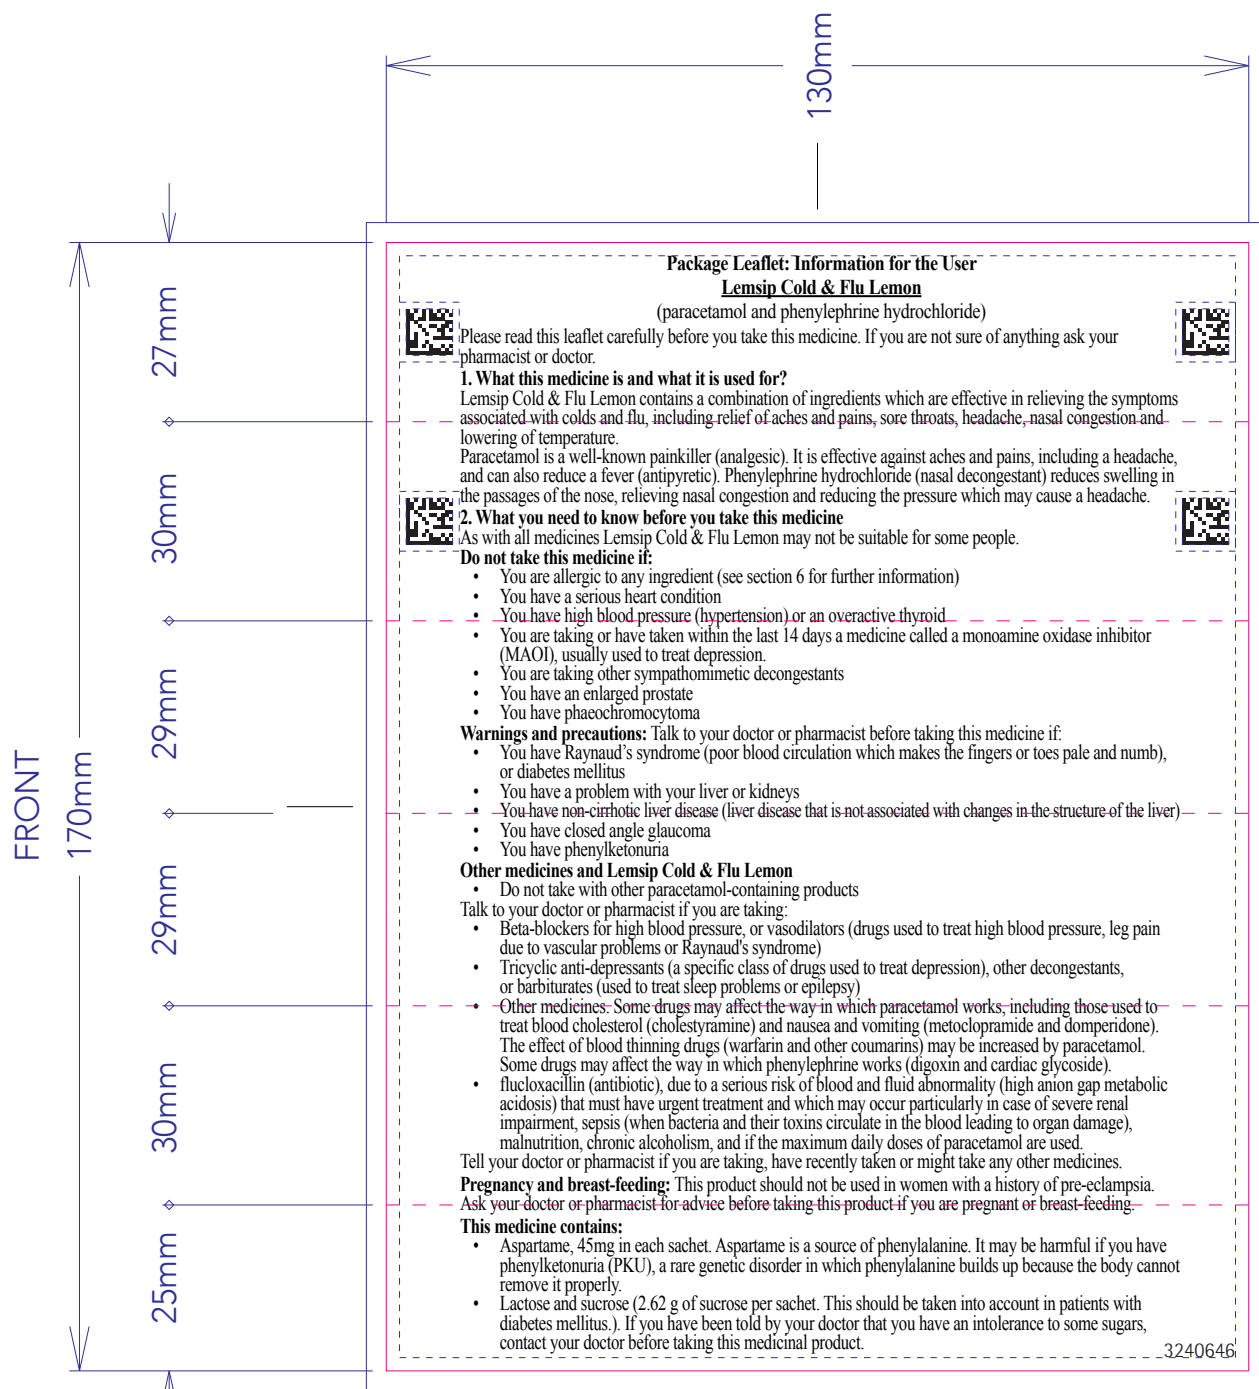 130mm
FRONT
170mm
27mm
30mm
29mm
29mm
30mm
25mm
Package Leaflet: Information for the User
Lemsip Cold & Flu Lemon
(paracetamol and phenylephrine hydrochloride)
Please read this leaflet carefully before you take this medicine. If you are not sure of anything ask your
pharmacist or doctor.
1. What this medicine is and what it is used for?
Lemsip Cold & Flu Lemon contains a combination of ingredients which are effective in relieving the symptoms
associated with colds and flu, including relief of aches and pains, sore throats, headache, nasal congestion and
lowering of temperature.
Paracetamol is a well-known painkiller (analgesic). It is effective against aches and pains, including a headache,
and can also reduce a fever (antipyretic). Phenylephrine hydrochloride (nasal decongestant) reduces swelling in
the passages of the nose, relieving nasal congestion and reducing the pressure which may cause a headache.
2. What you need to know before you take this medicine
As with all medicines Lemsip Cold & Flu Lemon may not be suitable for some people.
Do not take this medicine if:
• You are allergic to any ingredient (see section 6 for further information)
• You have a serious heart condition
• You have high blood pressure (hypertension) or an overactive thyroid
• You are taking or have taken within the last 14 days a medicine called a monoamine oxidase inhibitor
(MAOI), usually used to treat depression.
• You are taking other sympathomimetic decongestants
• You have an enlarged prostate
• You have phaeochromocytoma
Warnings and precautions: Talk to your doctor or pharmacist before taking this medicine if:
• You have Raynaud’s syndrome (poor blood circulation which makes the fingers or toes pale and numb),
or diabetes mellitus
• You have a problem with your liver or kidneys
• You have non-cirrhotic liver disease (liver disease that is not associated with changes in the structure of the liver)
• You have closed angle glaucoma
• You have phenylketonuria
Other medicines and Lemsip Cold & Flu Lemon
• Do not take with other paracetamol-containing products
Talk to your doctor or pharmacist if you are taking:
• Beta-blockers for high blood pressure, or vasodilators (drugs used to treat high blood pressure, leg pain
due to vascular problems or Raynaud's syndrome)
• Tricyclic anti-depressants (a specific class of drugs used to treat depression), other decongestants,
or barbiturates (used to treat sleep problems or epilepsy)
• Other medicines. Some drugs may affect the way in which paracetamol works, including those used to
treat blood cholesterol (cholestyramine) and nausea and vomiting (metoclopramide and domperidone).
The effect of blood thinning drugs (warfarin and other coumarins) may be increased by paracetamol.
Some drugs may affect the way in which phenylephrine works (digoxin and cardiac glycoside).
• flucloxacillin (antibiotic), due to a serious risk of blood and fluid abnormality (high anion gap metabolic
acidosis) that must have urgent treatment and which may occur particularly in case of severe renal
impairment, sepsis (when bacteria and their toxins circulate in the blood leading to organ damage),
malnutrition, chronic alcoholism, and if the maximum daily doses of paracetamol are used.
Tell your doctor or pharmacist if you are taking, have recently taken or might take any other medicines.
Pregnancy and breast-feeding: This product should not be used in women with a history of pre-eclampsia.
Ask your doctor or pharmacist for advice before taking this product if you are pregnant or breast-feeding.
This medicine contains:
• Aspartame, 45mg in each sachet. Aspartame is a source of phenylalanine. It may be harmful if you have
phenylketonuria (PKU), a rare genetic disorder in which phenylalanine builds up because the body cannot
remove it properly.
• Lactose and sucrose (2.62 g of sucrose per sachet. This should be taken into account in patients with
diabetes mellitus.). If you have been told by your doctor that you have an intolerance to some sugars,
contact your doctor before taking this medicinal product.
3240646